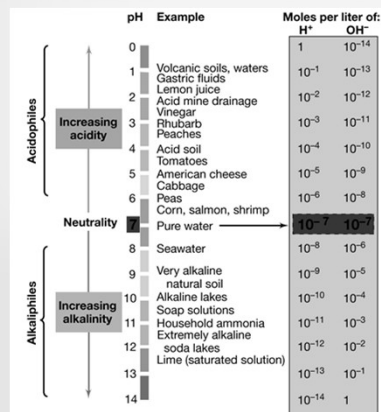 pH Example Moles per liter of:
H⁺ OH⁻
0 1 10⁻¹⁴
Volcanic soils, waters
1 Gastric fluids 10⁻¹ 10⁻¹³
Lemon juice
2 Acid mine drainage 10⁻² 10⁻¹²
Vinegar
3 Rhubarb 10⁻³ 10⁻¹¹
Peaches
4 Acid soil 10⁻⁴ 10⁻¹⁰
Tomatoes
5 American cheese 10⁻⁵ 10⁻⁹
Cabbage
6 Peas 10⁻⁶ 10⁻⁸
Corn, salmon, shrimp
Acidophiles
Increasing
acidity
Neutrality 7 Pure water 10⁻⁷ 10⁻⁷
8 Seawater 10⁻⁸ 10⁻⁶
9 Very alkaline 10⁻⁹ 10⁻⁵
natural soil
10 Alkaline lakes 10⁻¹⁰ 10⁻⁴
Soap solutions
11 Household ammonia 10⁻¹¹ 10⁻³
Extremely alkaline
12 soda lakes 10⁻¹² 10⁻²
Lime (saturated solution)
13 10⁻¹³ 10⁻¹
14 10⁻¹⁴ 1
Alkaliphiles
Increasing
alkalinity